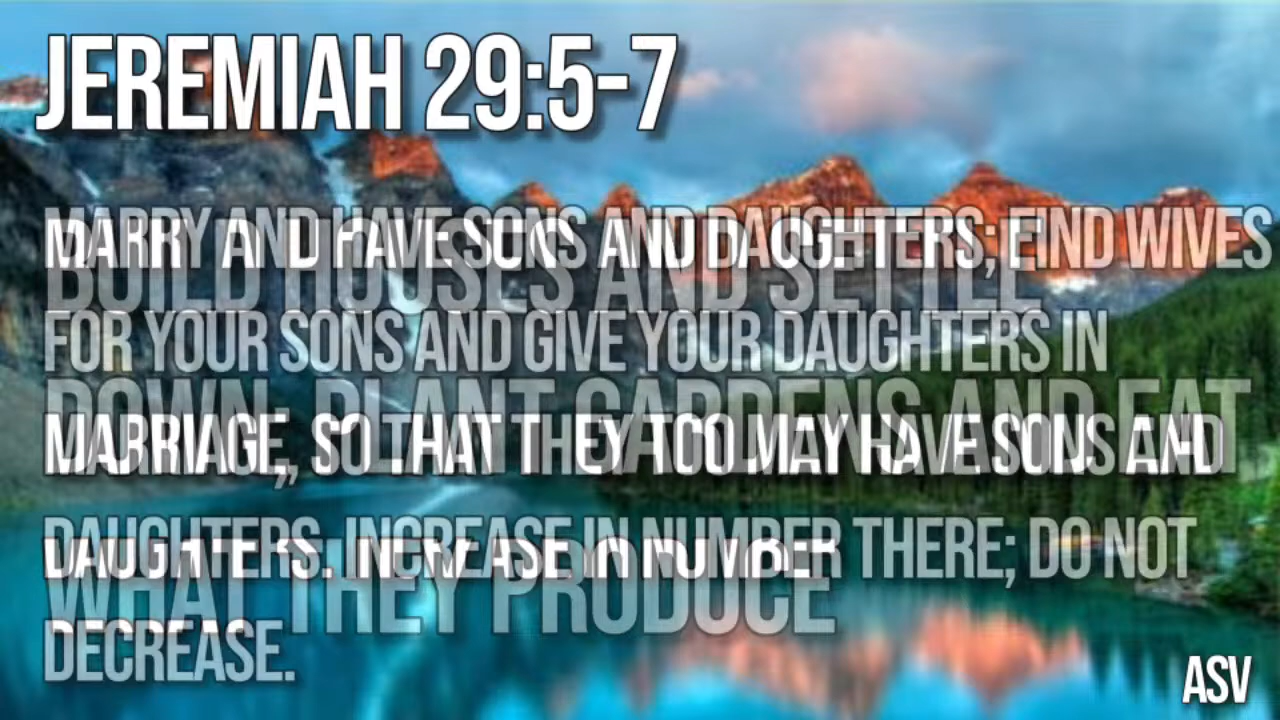 JEREMIAH 29:5-7
MARRY AND HAVE SONS AND DAUGHTERS; FIND WIVES
BUILD HOUSES AND SETTLE
FOR YOUR SONS AND GIVE YOUR DAUGHTERS IN
DOWN; PLANT GARDENS AND EAT
MARRIAGE, SO THAT THEY TOO MAY HAVE SONS AND
DAUGHTERS. INCREASE IN NUMBER THERE; DO NOT
WHAT THEY PRODUCE
DECREASE.
ASV